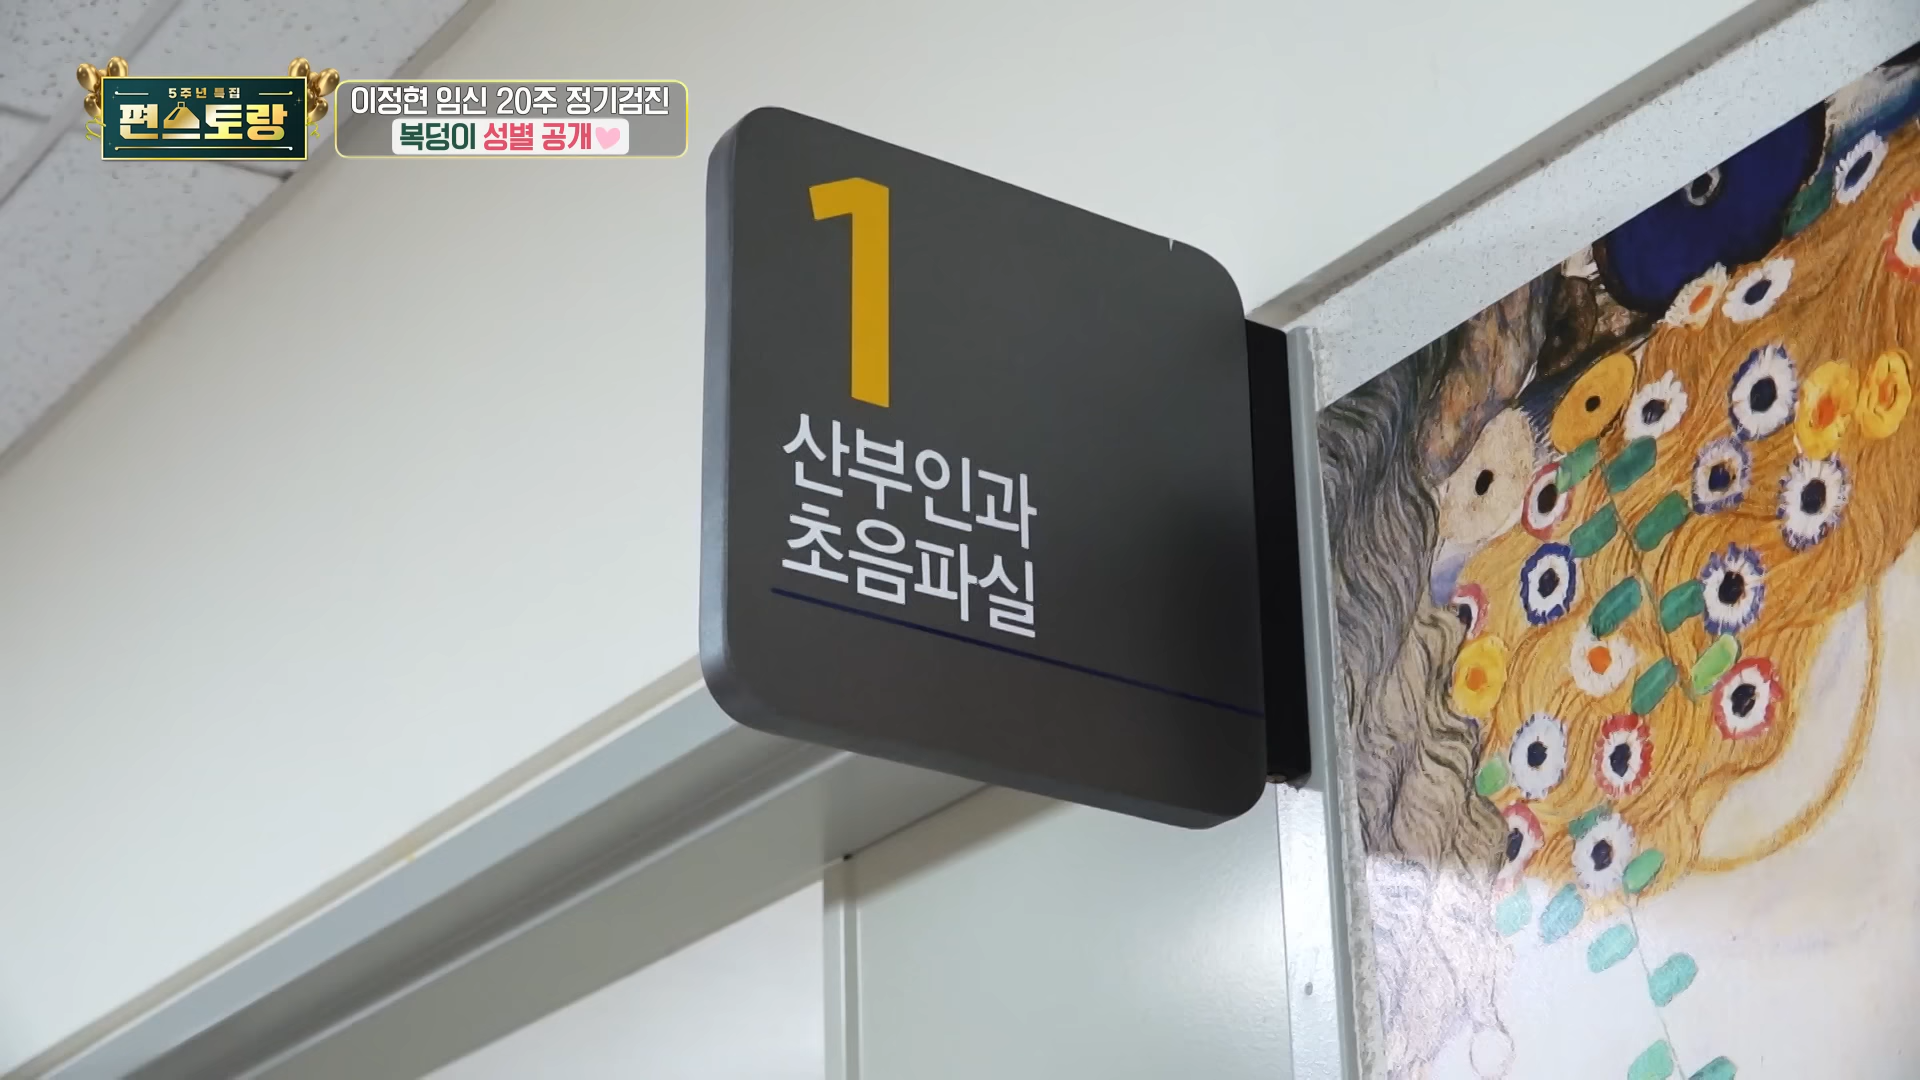 5주년 특집
편스토랑
이정현 임신 20주 정기검진
복덩이 성별 공개
1
산부인과
초음파실